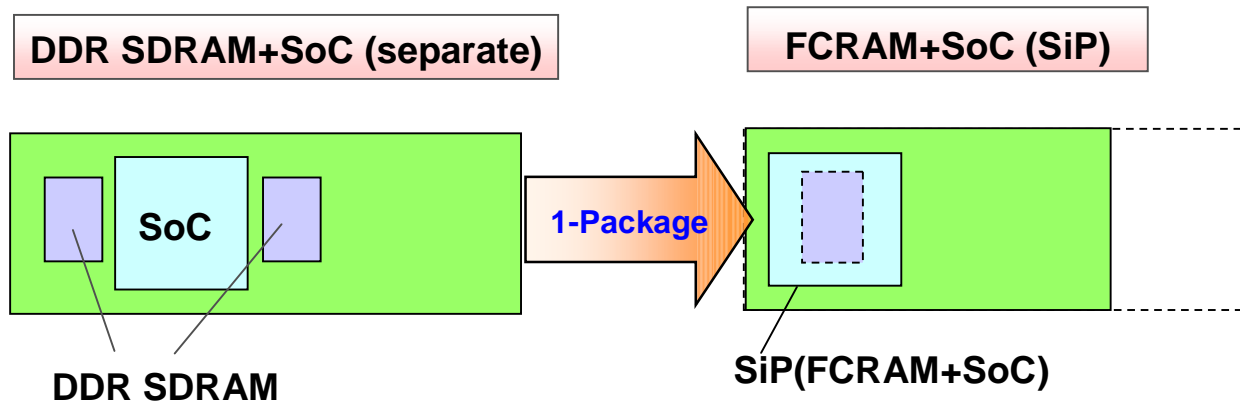 DDR SDRAM+SoC (separate)
FCRAM+SoC (SiP)
SoC
1-Package
DDR SDRAM
SiP(FCRAM+SoC)